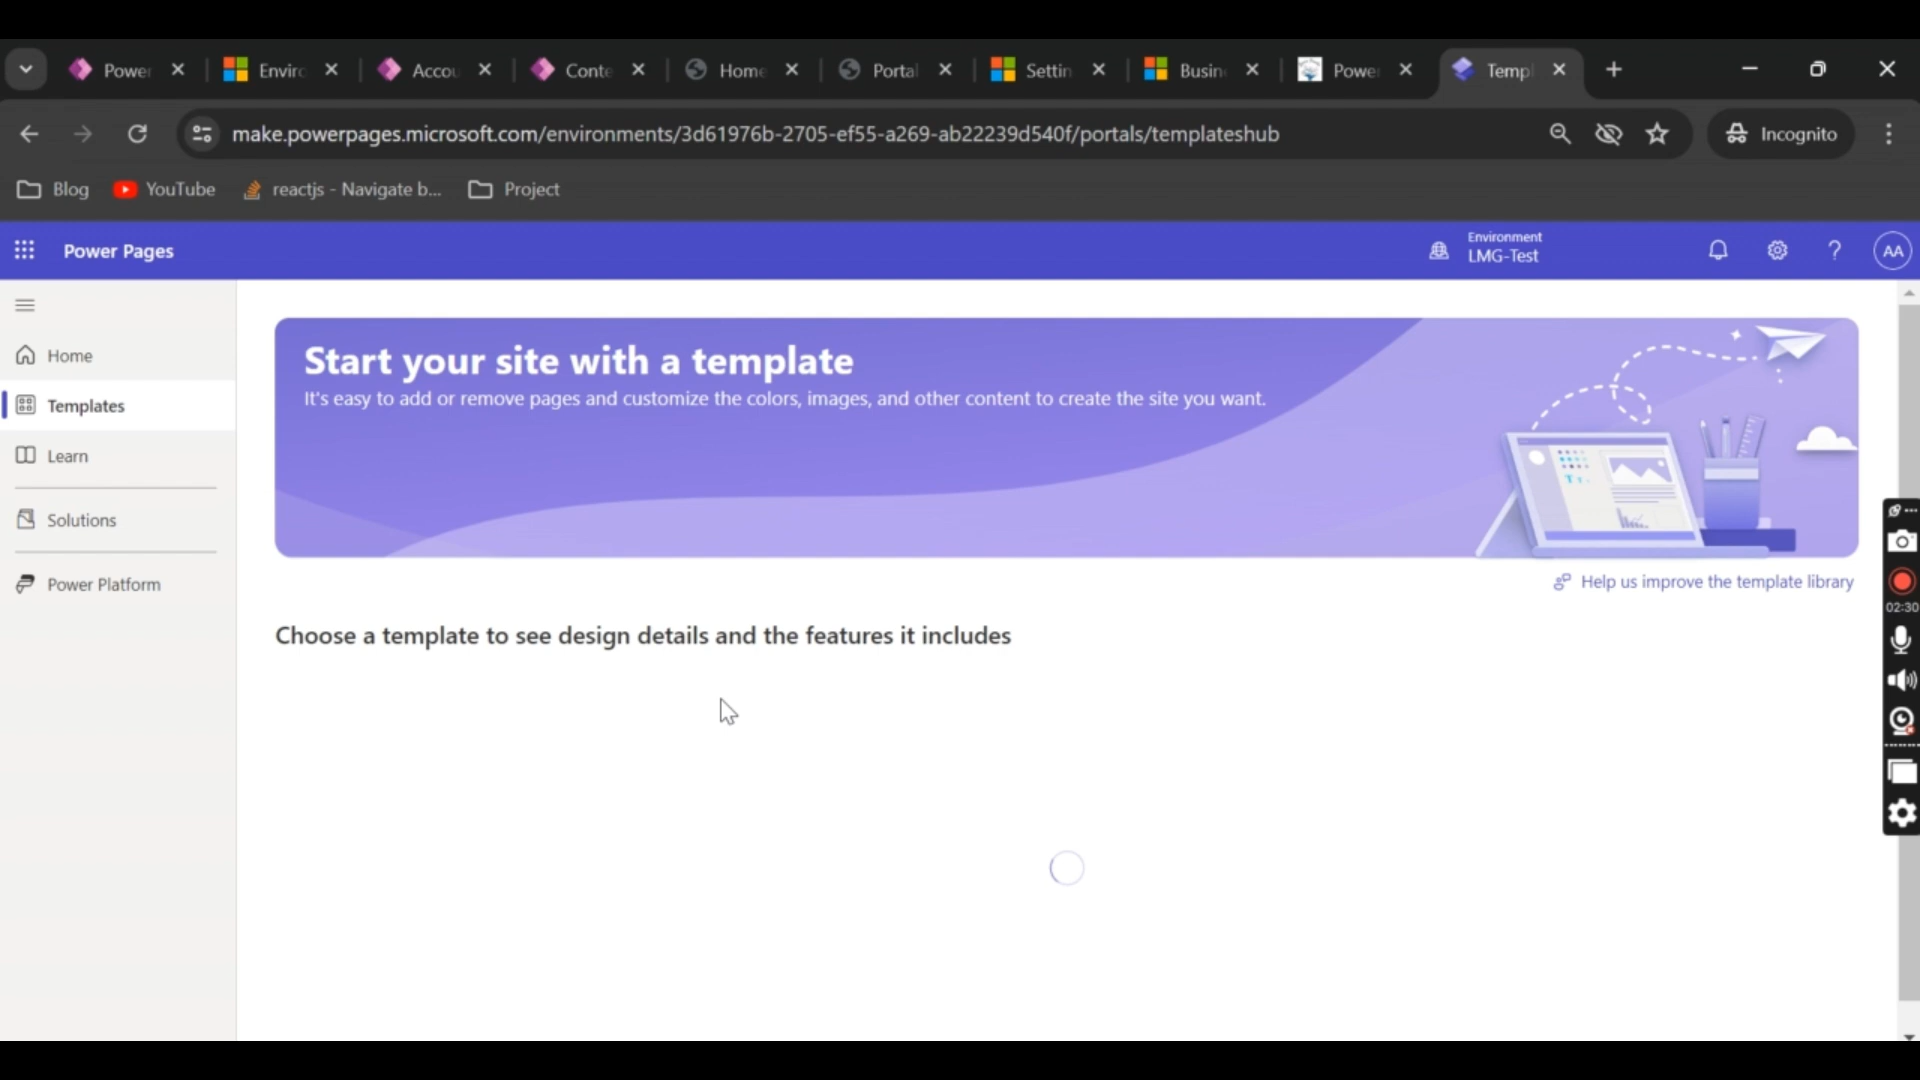 Power
Enviro
Accou
Conte
Home
Portal
Settin
Busin
Power
Templ
make.powerpages.microsoft.com/environments/3d61976b-2705-ef55-a269-ab22239d540f/portals/templateshub
Incognito
Blog
YouTube
reactjs - Navigate b...
Project
Power Pages
Environment
LMG-Test
AA
Home
Templates
Learn
Solutions
Power Platform
Start your site with a template
It's easy to add or remove pages and customize the colors, images, and other content to create the site you want.
Help us improve the template library
Choose a template to see design details and the features it includes
02:30